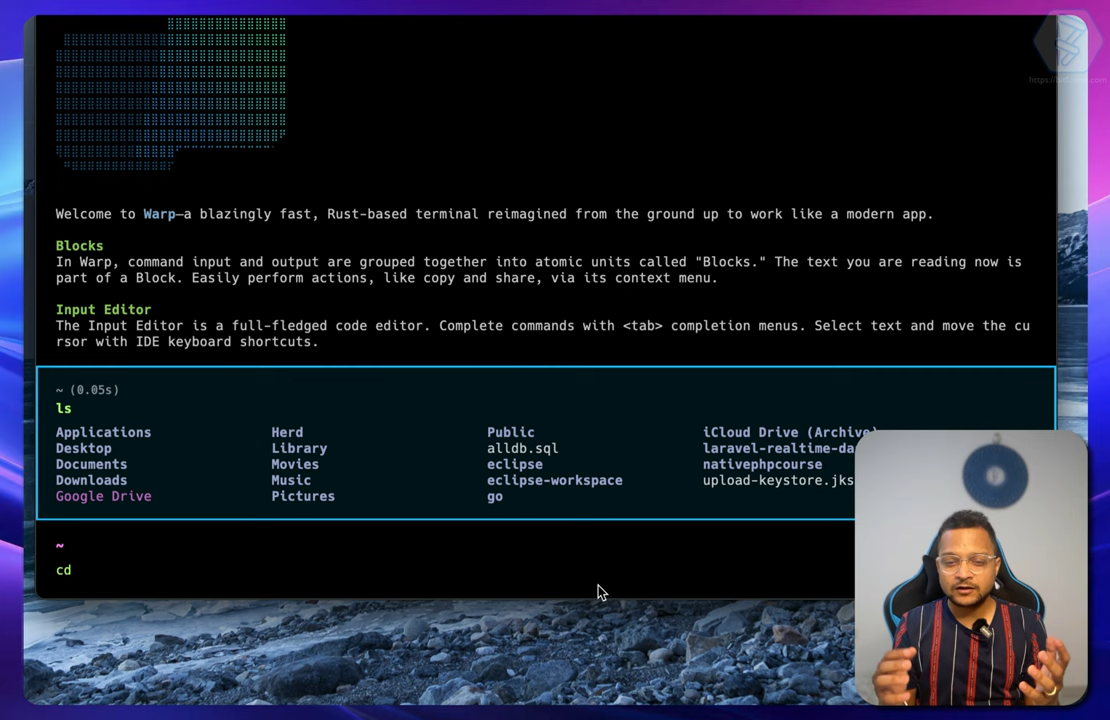 Welcome to Warp—a blazingly fast, Rust-based terminal reimagined from the ground up to work like a modern app.
Blocks
In Warp, command input and output are grouped together into atomic units called "Blocks." The text you are reading now is
part of a Block. Easily perform actions, like copy and share, via its context menu.
Input Editor
The Input Editor is a full-fledged code editor. Complete commands with <tab> completion menus. Select text and move the cu
rsor with IDE keyboard shortcuts.
~ (0.05s)
ls
Applications Herd Public iCloud Drive (Archive)
Desktop Library alldb.sql laravel-realtime-da
Documents Movies eclipse nativephpcourse
Downloads Music eclipse-workspace upload-keystore.jks
Google Drive Pictures go
~
cd